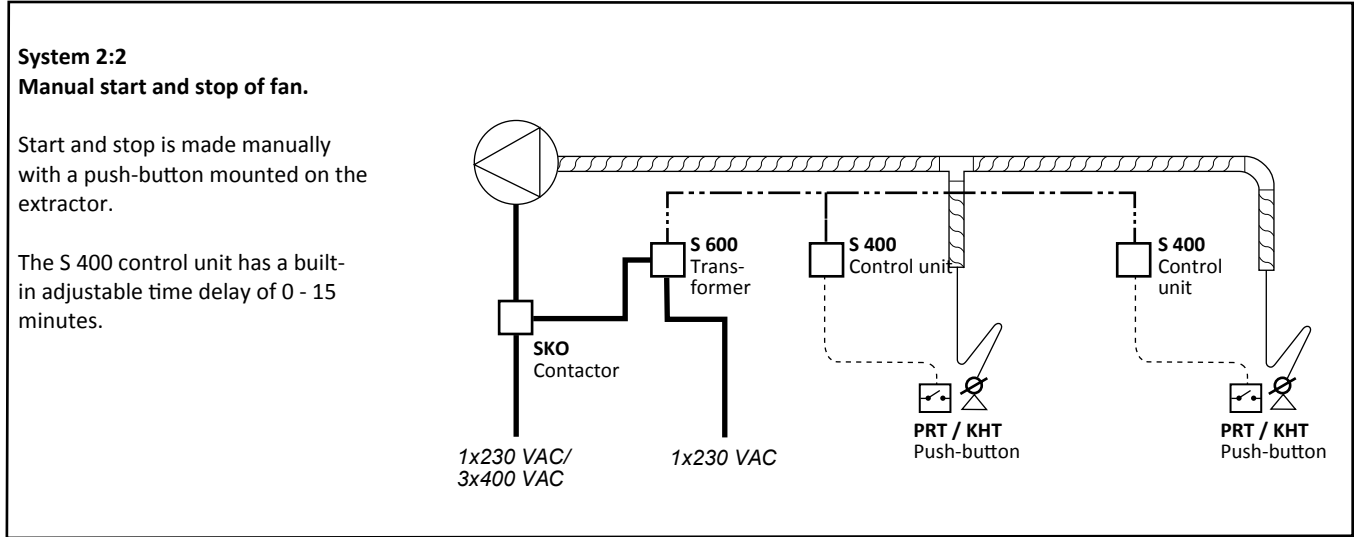 System 2:2
Manual start and stop of fan.
Start and stop is made manually
with a push-button mounted on the
extractor.
The S 400 control unit has a built-
in adjustable time delay of 0 - 15
minutes.
S 600
Trans-
former
S 400
Control unit
S 400
Control
unit
SKO
Contactor
PRT / KHT
Push-button
PRT / KHT
Push-button
1x230 VAC/
3x400 VAC
1x230 VAC